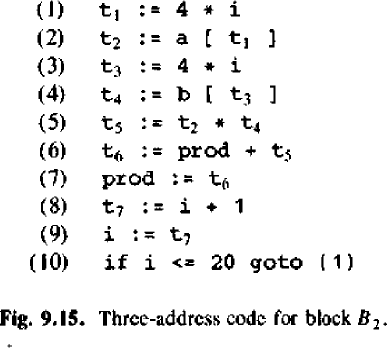 (1) t₁ := 4 * i
(2) t₂ := a [ t₁ ]
(3) t₃ := 4 * i
(4) t₄ := b [ t₃ ]
(5) t₅ := t₂ * t₄
(6) t₆ := prod + t₅
(7) prod := t₆
(8) t₇ := i + 1
(9) i := t₇
(10) if i <= 20 goto (1)
Fig. 9.15. Three-address code for block B₂.